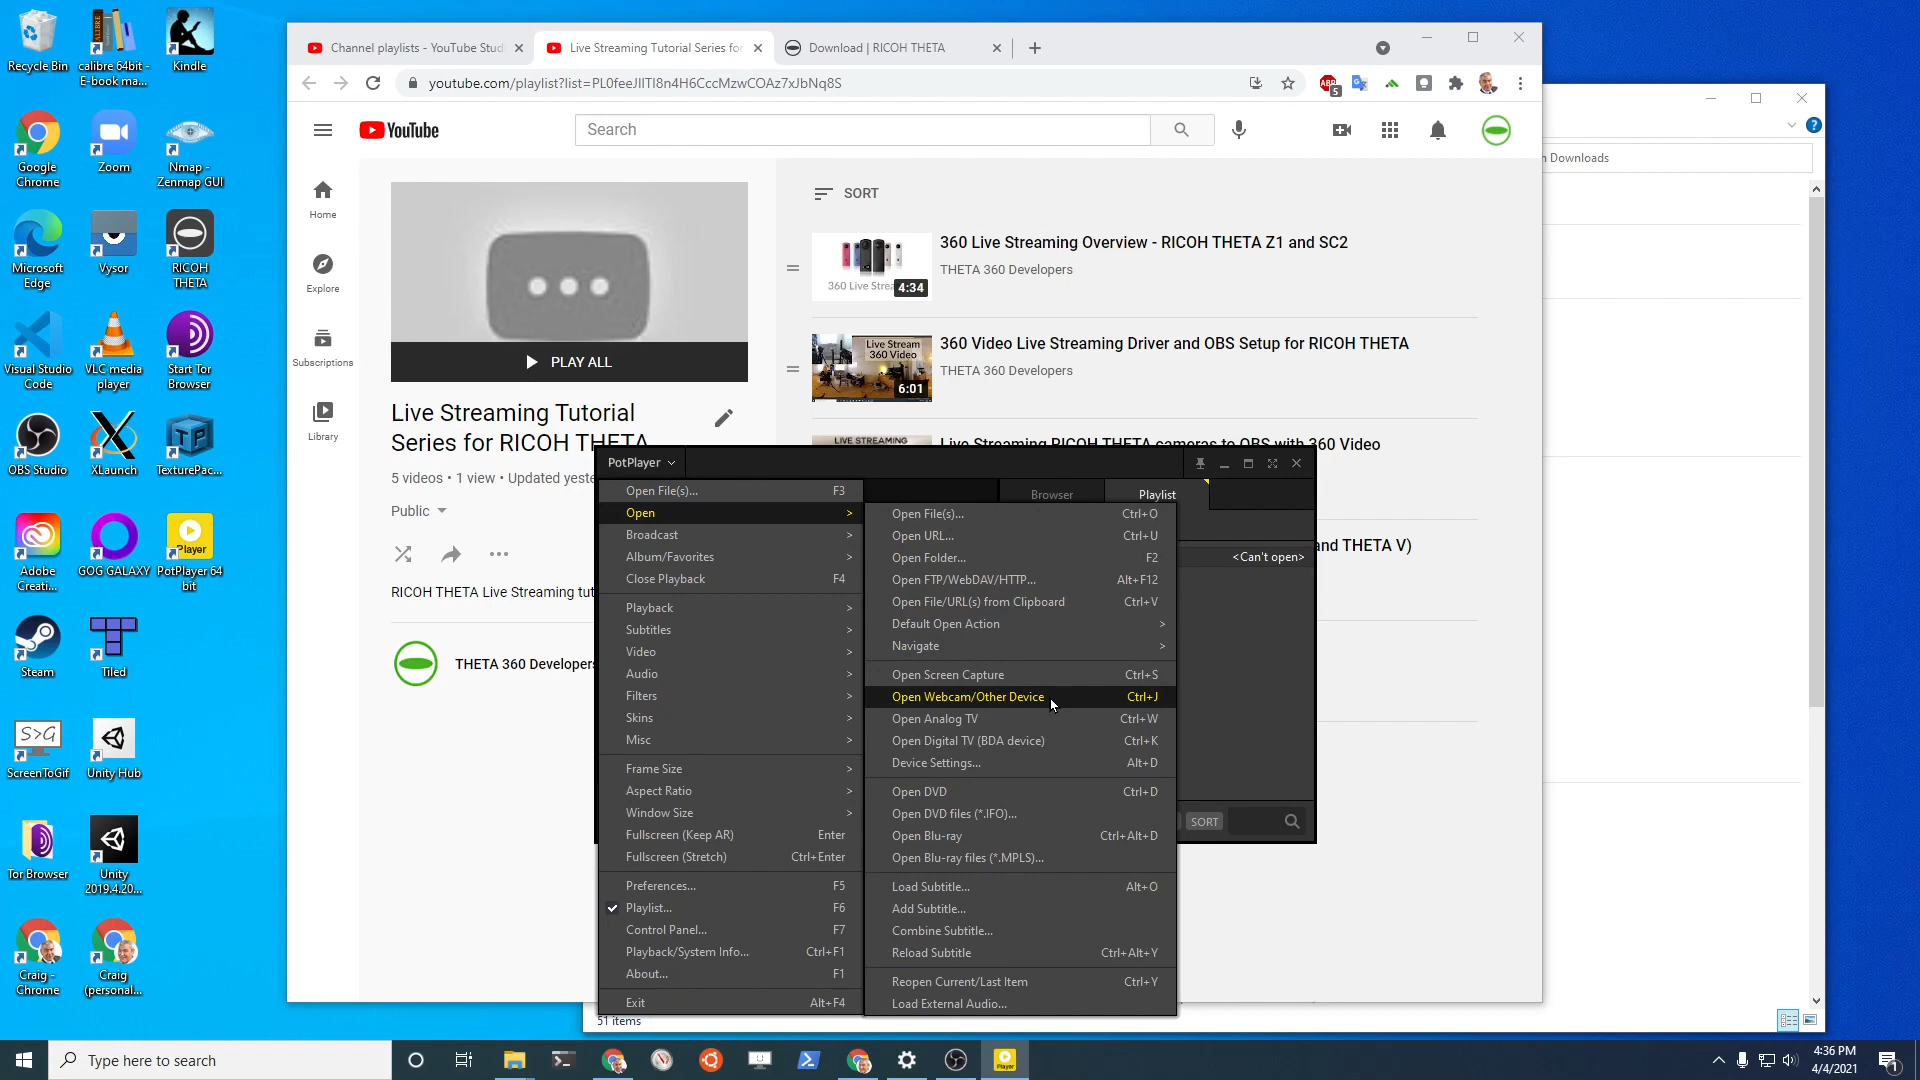 Recycle Bin
calibre 64bit -
E-book ma...
Kindle
Google
Chrome
Zoom
Nmap -
Zenmap GUI
Microsoft
Edge
Vysor
RICOH
THETA
Visual Studio
Code
VLC media
player
Start Tor
Browser
OBS Studio
XLaunch
TexturePac...
Adobe
Creati...
GOG GALAXY
PotPlayer 64
bit
Steam
Tiled
ScreenToGif
Unity Hub
Tor Browser
Unity
2019.4.20...
Craig -
Chrome
Craig
(personal...
Channel playlists - YouTube Studi
Live Streaming Tutorial Series for
Download | RICOH THETA
youtube.com/playlist?list=PL0feeJIlTl8n4H6CccMzwCOAz7xJbNq8S
YouTube
Search
Home
Explore
Subscriptions
Library
PLAY ALL
Live Streaming Tutorial
Series for RICOH THETA
5 videos • 1 view • Updated yeste
Public
RICOH THETA Live Streaming tut
THETA 360 Developers
SORT
360 Live Strea
4:34
360 Live Streaming Overview - RICOH THETA Z1 and SC2
THETA 360 Developers
Live Stream
360 Video
6:01
360 Video Live Streaming Driver and OBS Setup for RICOH THETA
THETA 360 Developers
LIVE STREAMING
Live Streaming RICOH THETA cameras to OBS with 360 Video
and THETA V)
Downloads
PotPlayer
Browser
Playlist
<Can't open>
SORT
Open File(s)... F3
Open >
Broadcast >
Album/Favorites >
Close Playback F4
Playback >
Subtitles >
Video >
Audio >
Filters >
Skins >
Misc >
Frame Size >
Aspect Ratio >
Window Size >
Fullscreen (Keep AR) Enter
Fullscreen (Stretch) Ctrl+Enter
Preferences... F5
Playlist... F6
Control Panel... F7
Playback/System Info... Ctrl+F1
About... F1
Exit Alt+F4
Open File(s)... Ctrl+O
Open URL... Ctrl+U
Open Folder... F2
Open FTP/WebDAV/HTTP... Alt+F12
Open File/URL(s) from Clipboard Ctrl+V
Default Open Action >
Navigate >
Open Screen Capture Ctrl+S
Open Webcam/Other Device Ctrl+J
Open Analog TV Ctrl+W
Open Digital TV (BDA device) Ctrl+K
Device Settings... Alt+D
Open DVD Ctrl+D
Open DVD files (*.IFO)...
Open Blu-ray Ctrl+Alt+D
Open Blu-ray files (*.MPLS)...
Load Subtitle... Alt+O
Add Subtitle...
Combine Subtitle...
Reload Subtitle Ctrl+Alt+Y
Reopen Current/Last Item Ctrl+Y
Load External Audio...
51 items
Type here to search
4:36 PM
4/4/2021